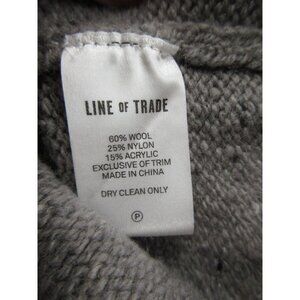 LINE OF TRADE
60% WOOL
25% NYLON
15% ACRYLIC
EXCLUSIVE OF TRIM
MADE IN CHINA
DRY CLEAN ONLY
P